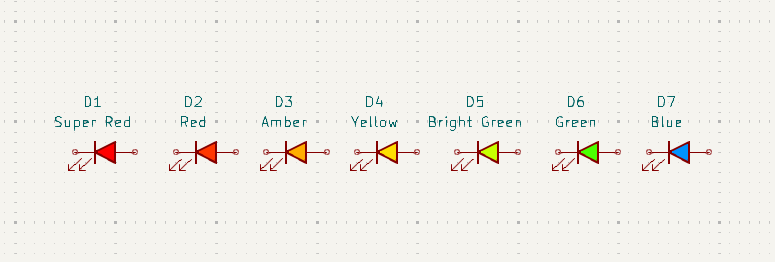 D1 D2 D3 D4 D5 D6 D7
Super Red Red Amber Yellow Bright Green Green Blue